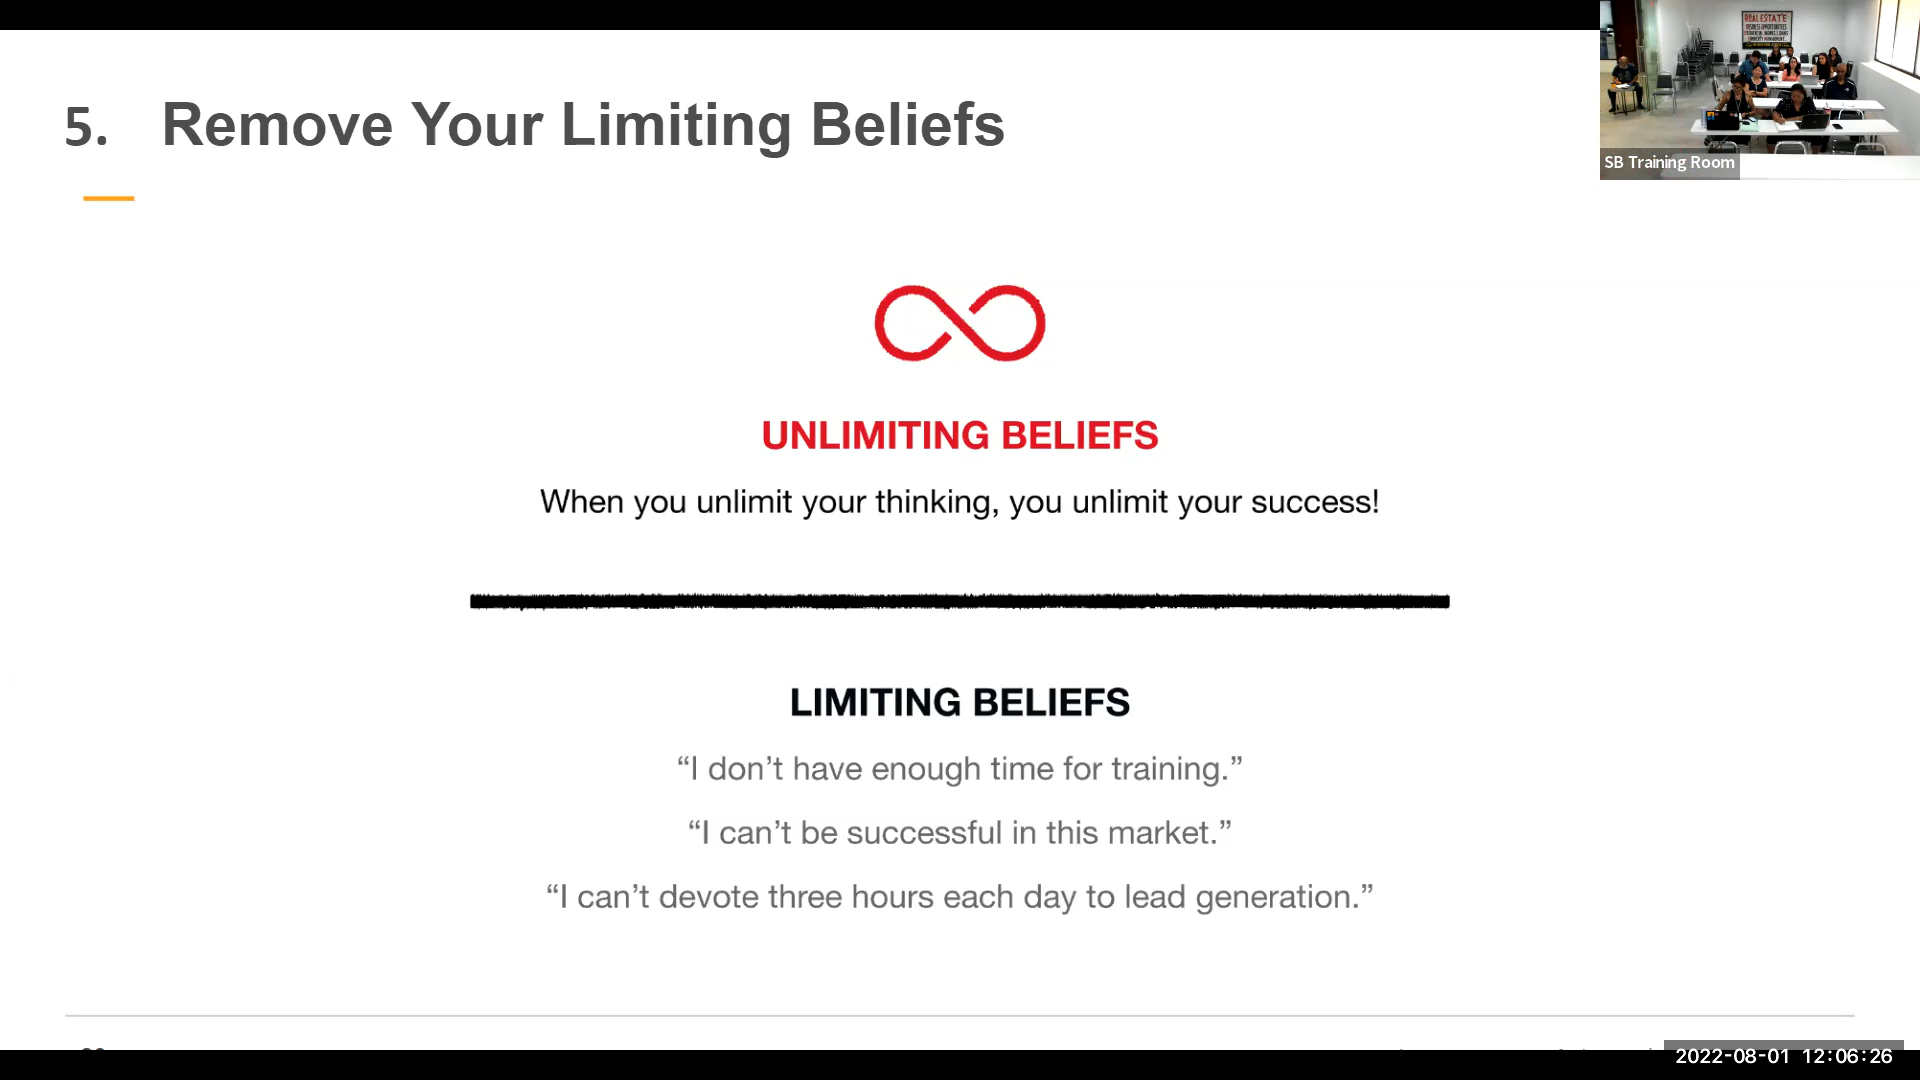 5. Remove Your Limiting Beliefs
REAL ESTATE
SB Training Room
UNLIMITING BELIEFS
When you unlimit your thinking, you unlimit your success!
LIMITING BELIEFS
“I don’t have enough time for training.”
“I can’t be successful in this market.”
“I can’t devote three hours each day to lead generation.”
2022-08-01 12:06:26